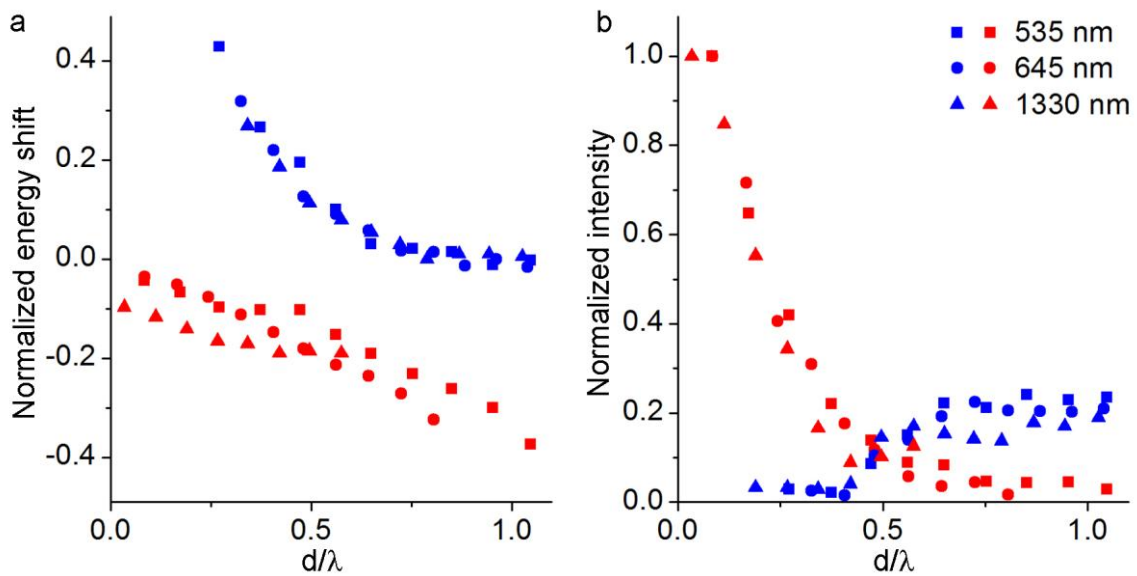 a
0.4
0.2
0.0
-0.2
-0.4
Normalized energy shift
0.0
0.5
1.0
d/λ
b
535 nm
645 nm
1330 nm
1.0
0.8
0.6
0.4
0.2
0.0
Normalized intensity
0.0
0.5
1.0
d/λ